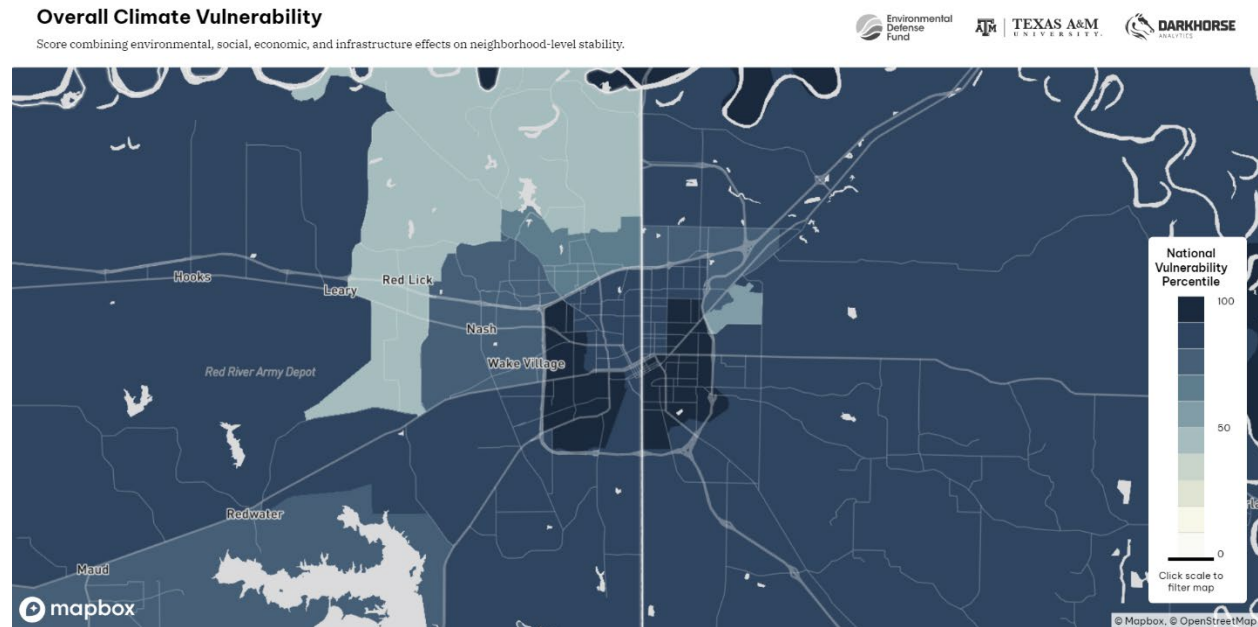 Overall Climate Vulnerability
Score combining environmental, social, economic, and infrastructure effects on neighborhood-level stability.
Environmental
Defense
Fund
ATM
TEXAS A&M
UNIVERSITY.
DARKHORSE
ANALYTICS
Hooks
Leary
Red Lick
Nash
Wake Village
Red River Army Depot
Redwater
Maud
National
Vulnerability
Percentile
100
50
0
Click scale to
filter map
mapbox
© Mapbox, © OpenStreetMap